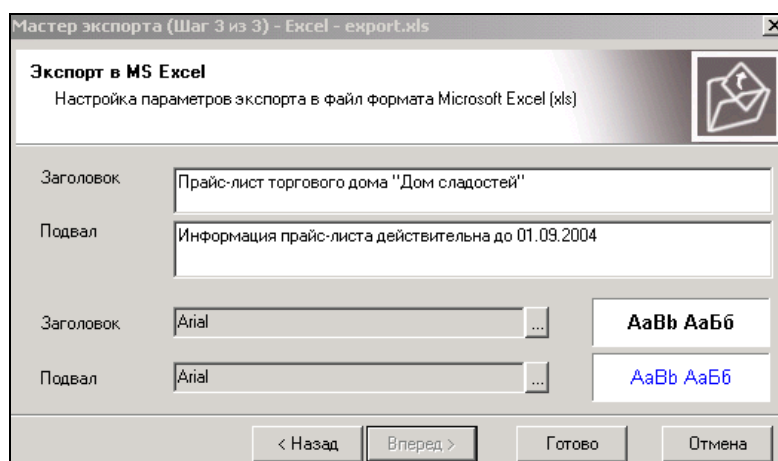 Мастер экспорта (Шаг 3 из 3) - Excel - export.xls
Экспорт в MS Excel
Настройка параметров экспорта в файл формата Microsoft Excel (xls)
Заголовок
Прайс-лист торгового дома "Дом сладостей"
Подвал
Информация прайс-листа действительна до 01.09.2004
Заголовок Arial ... AaBb АаБб
Подвал Arial ... AaBb АаБб
< Назад Вперед > Готово Отмена